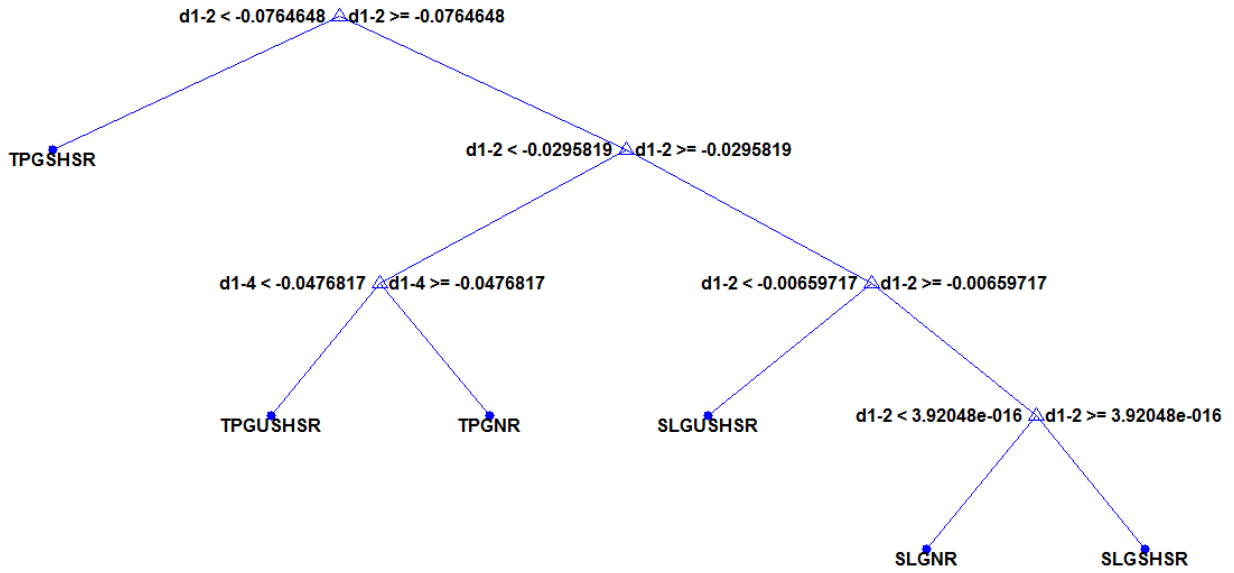 d1-2 < -0.0764648 d1-2 >= -0.0764648
TPGSHSR
d1-2 < -0.0295819 d1-2 >= -0.0295819
d1-4 < -0.0476817 d1-4 >= -0.0476817
d1-2 < -0.00659717 d1-2 >= -0.00659717
TPGUSHSR
TPGNR
SLGUSHSR
d1-2 < 3.92048e-016 d1-2 >= 3.92048e-016
SLGNR
SLGSHSR